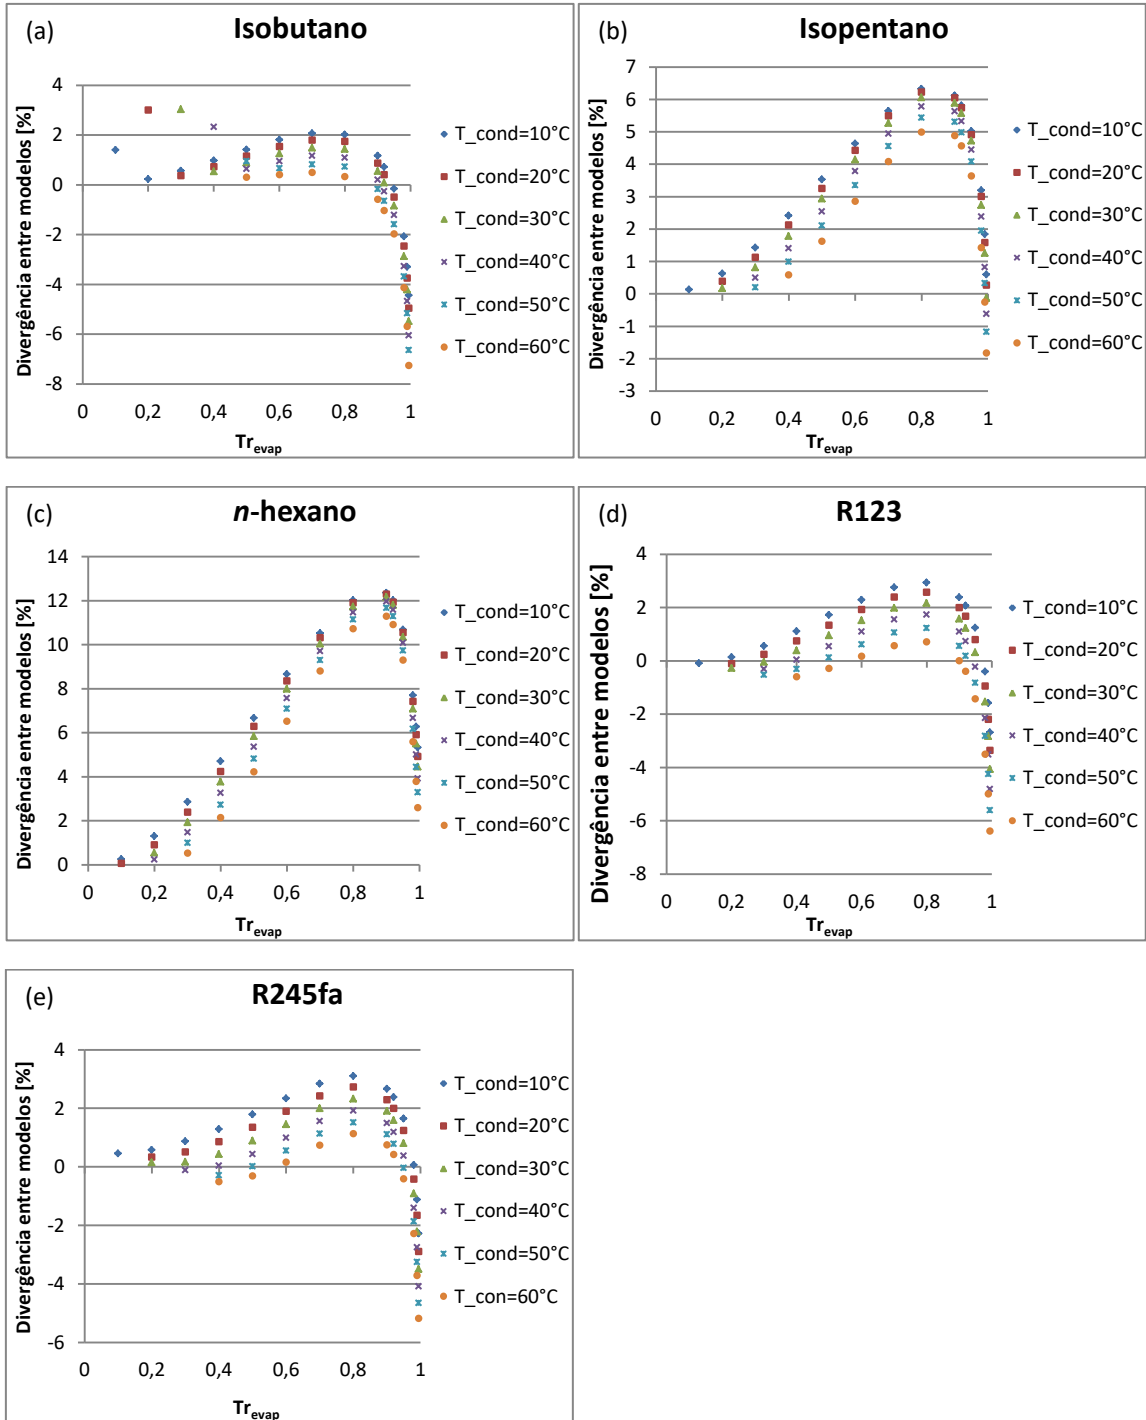 (a)
Isobutano
Divergência entre modelos [%]
4
2
0
-2
-4
-6
-8
0 0,2 0,4 0,6 0,8 1
Tr_evap
T_cond=10°C
T_cond=20°C
T_cond=30°C
T_cond=40°C
T_cond=50°C
T_cond=60°C
(b)
Isopentano
Divergência entre modelos [%]
7
6
5
4
3
2
1
0
-1
-2
-3
0 0,2 0,4 0,6 0,8 1
Tr_evap
T_cond=10°C
T_cond=20°C
T_cond=30°C
T_cond=40°C
T_cond=50°C
T_cond=60°C
(c)
n-hexano
Divergência entre modelos [%]
14
12
10
8
6
4
2
0
0 0,2 0,4 0,6 0,8 1
Tr_evap
T_cond=10°C
T_cond=20°C
T_cond=30°C
T_cond=40°C
T_cond=50°C
T_cond=60°C
(d)
R123
Divergência entre modelos [%]
4
2
0
-2
-4
-6
-8
0 0,2 0,4 0,6 0,8 1
Tr_evap
T_cond=10°C
T_cond=20°C
T_cond=30°C
T_cond=40°C
T_cond=50°C
T_cond=60°C
(e)
R245fa
Divergência entre modelos [%]
4
2
0
-2
-4
-6
0 0,2 0,4 0,6 0,8 1
Tr_evap
T_cond=10°C
T_cond=20°C
T_cond=30°C
T_cond=40°C
T_cond=50°C
T_con=60°C